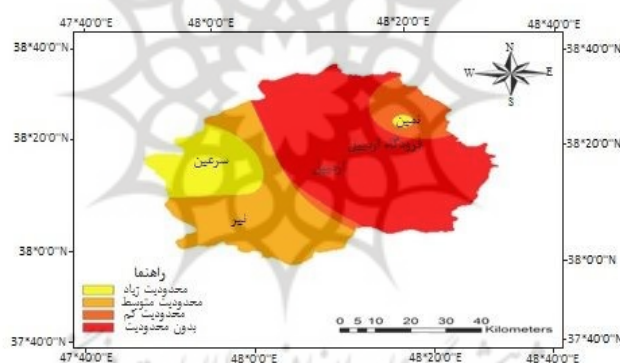 47°40'0"E 48°0'0"E 48°20'0"E 48°40'0"E
38°40'0"N 38°40'0"N
N
W E
S
38°20'0"N 38°20'0"N
نمین
فرودگاه اردبیل
اردبیل
سرعین
نیر
38°0'0"N 38°0'0"N
راهنما
محدودیت زیاد
محدودیت متوسط
محدودیت کم
بدون محدودیت
0 5 10 20 30 40
Kilometers
37°40'0"N 37°40'0"N
47°40'0"E 48°0'0"E 48°20'0"E 48°40'0"E